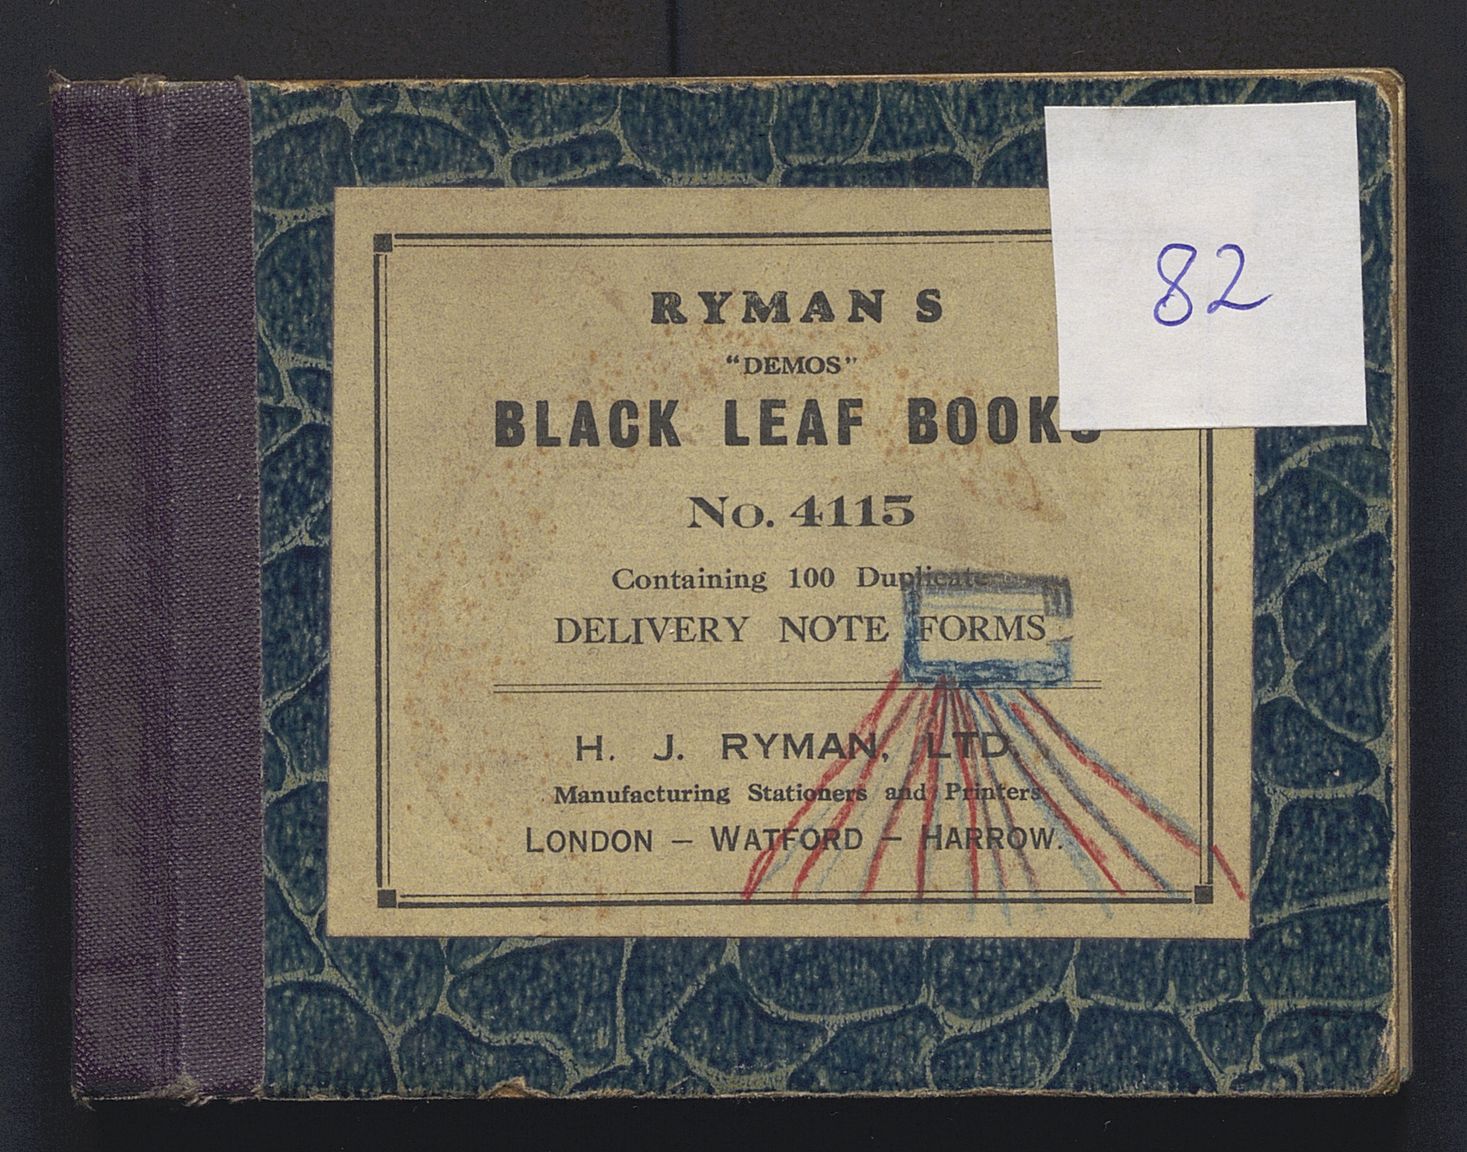 82
RYMANS
"DEMOS"
BLACK LEAF BOOKS
No. 4115
Containing 100 Duplicate
DELIVERY NOTE FORMS
H. J. RYMAN, LTD.
Manufacturing Stationers and Printers
LONDON – WATFORD – HARROW.